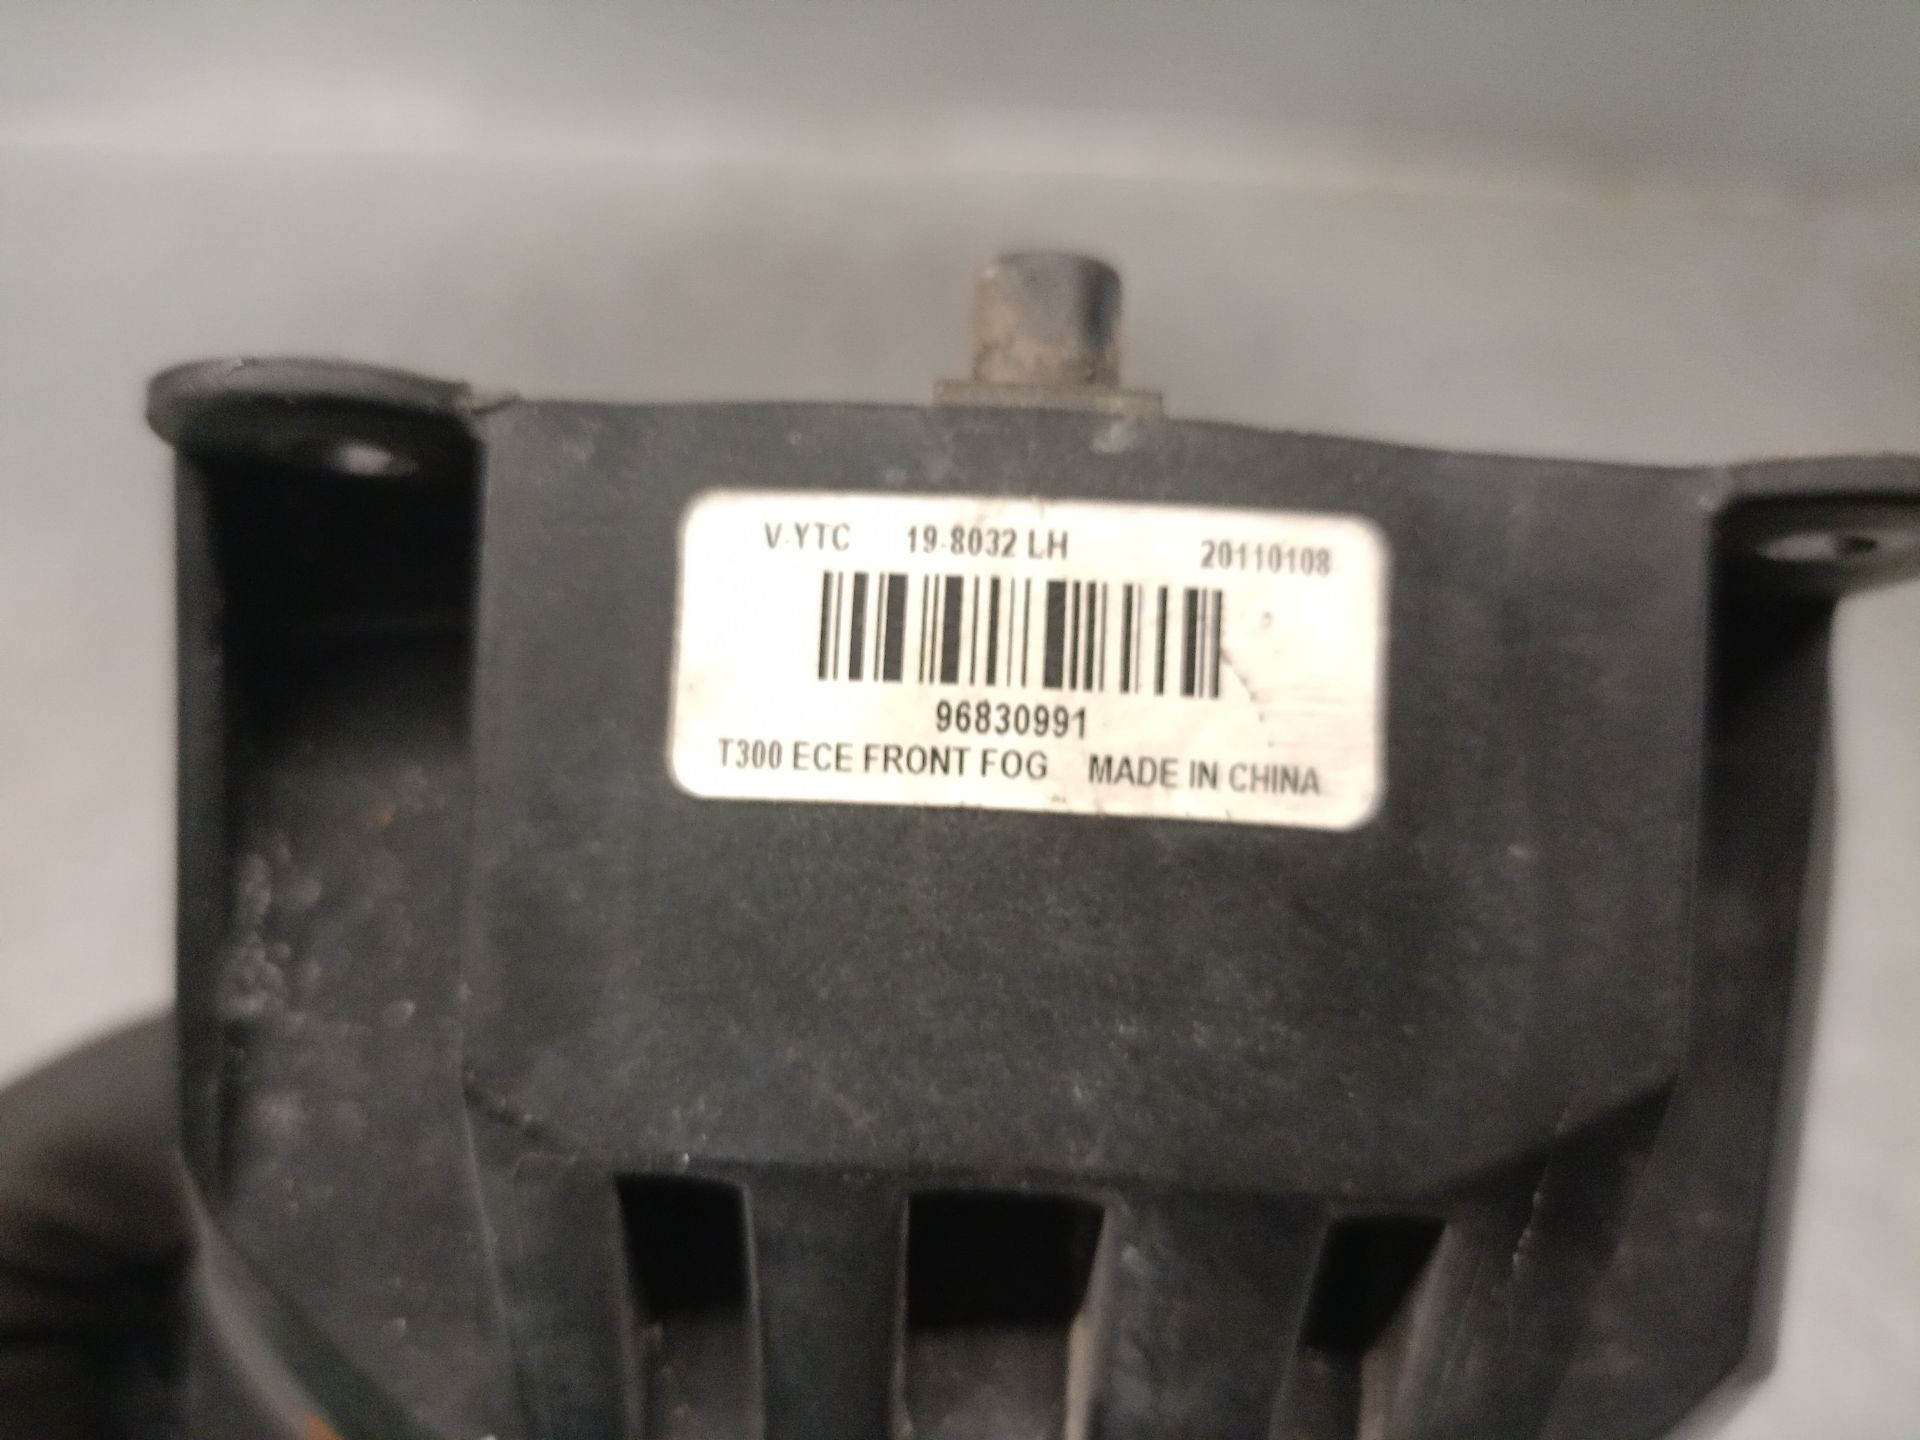 V-YTC 19-8032 LH 20110108
96830991
T300 ECE FRONT FOG MADE IN CHINA